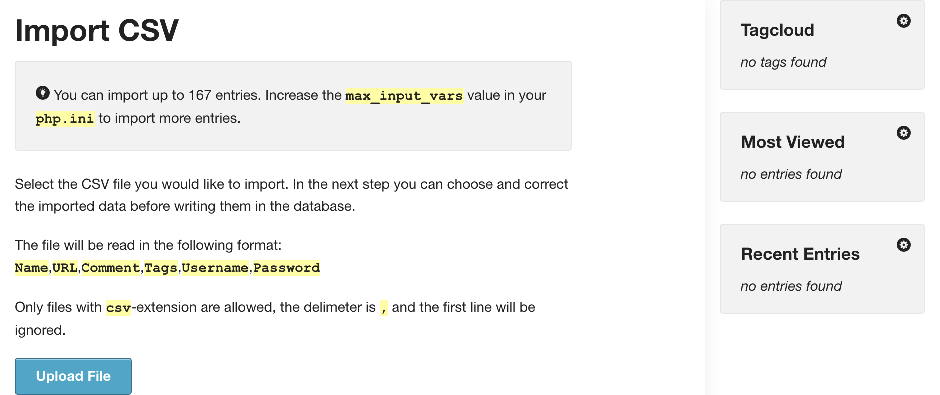 Import CSV
You can import up to 167 entries. Increase the max_input_vars value in your
php.ini to import more entries.
Select the CSV file you would like to import. In the next step you can choose and correct
the imported data before writing them in the database.
The file will be read in the following format:
Name,URL,Comment,Tags,Username,Password
Only files with csv-extension are allowed, the delimeter is , and the first line will be
ignored.
Upload File
Tagcloud
no tags found
Most Viewed
no entries found
Recent Entries
no entries found